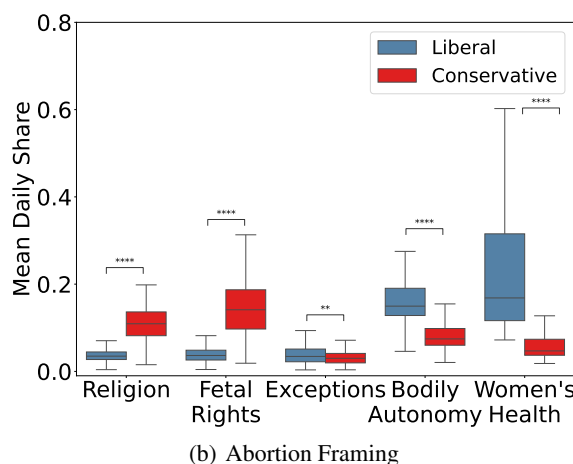 0.8
0.6
0.4
0.2
0.0
Mean Daily Share
Liberal
Conservative
****
****
**
****
****
Religion
Fetal
Rights
Exceptions
Bodily
Autonomy
Women's
Health
(b) Abortion Framing